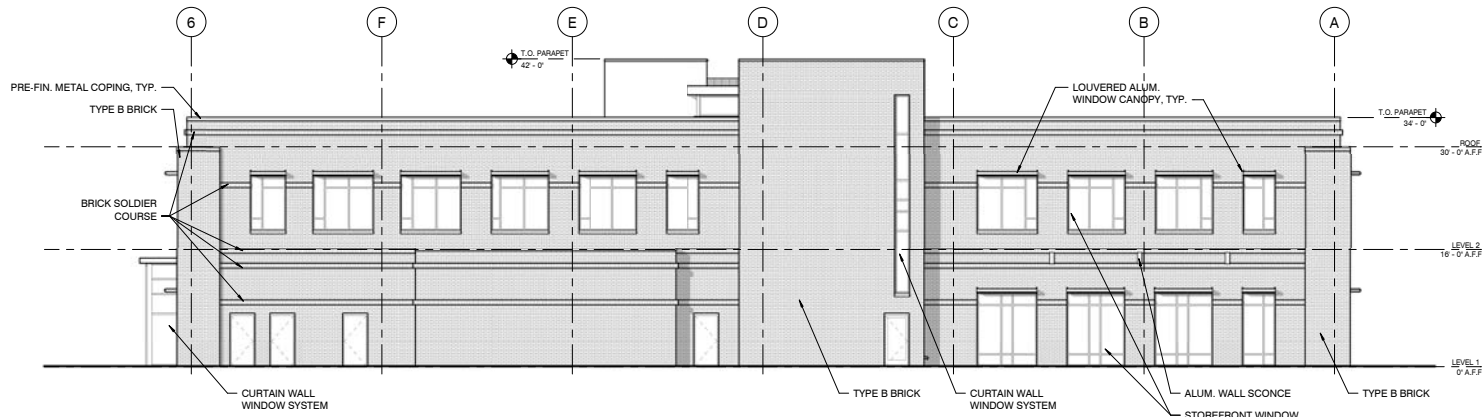 6
F
E
D
C
B
A
T.O. PARAPET
42' - 0"
PRE-FIN. METAL COPING, TYP.
TYPE B BRICK
LOUVERED ALUM.
WINDOW CANOPY, TYP.
T.O. PARAPET
34' - 0"
ROOF
30' - 0" A.F.F
BRICK SOLDIER
COURSE
LEVEL 2
16' - 0" A.F.F
LEVEL 1
0" A.F.F
CURTAIN WALL
WINDOW SYSTEM
TYPE B BRICK
CURTAIN WALL
WINDOW SYSTEM
ALUM. WALL SCONCE
STOREFRONT WINDOW
TYPE B BRICK